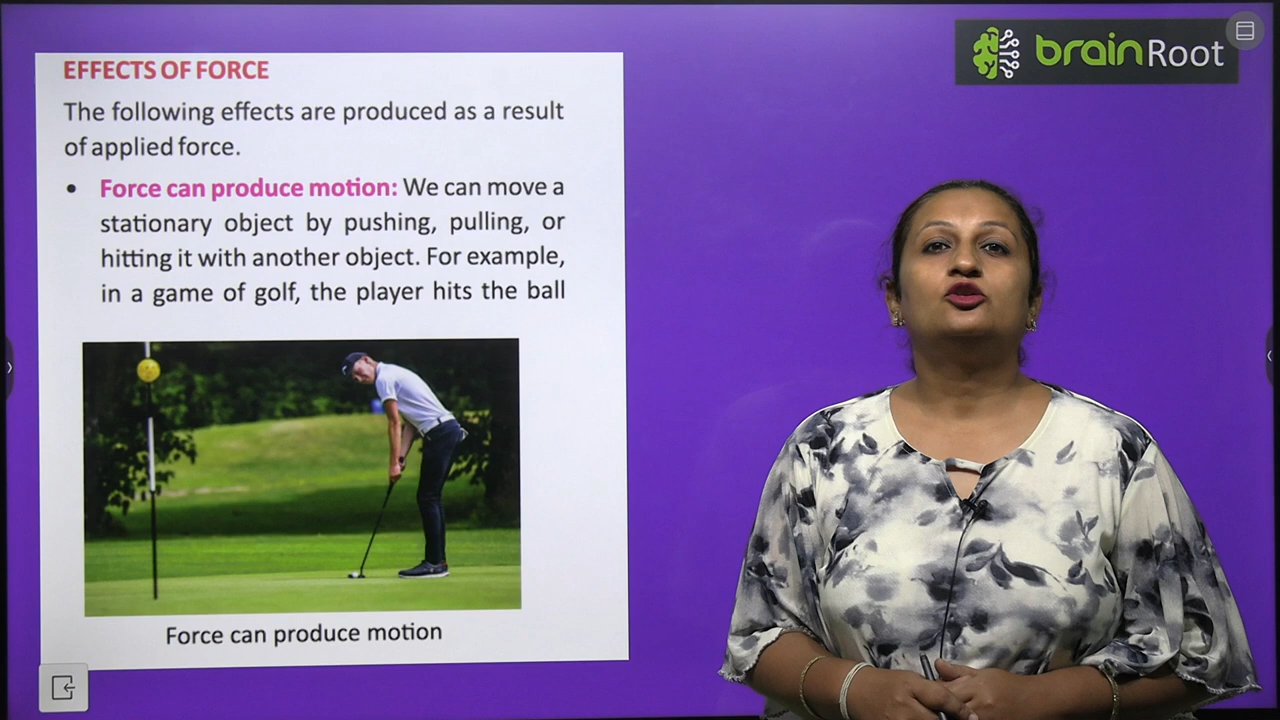 EFFECTS OF FORCE
The following effects are produced as a result
of applied force.
• Force can produce motion: We can move a
stationary object by pushing, pulling, or
hitting it with another object. For example,
in a game of golf, the player hits the ball
Force can produce motion
brainRoot